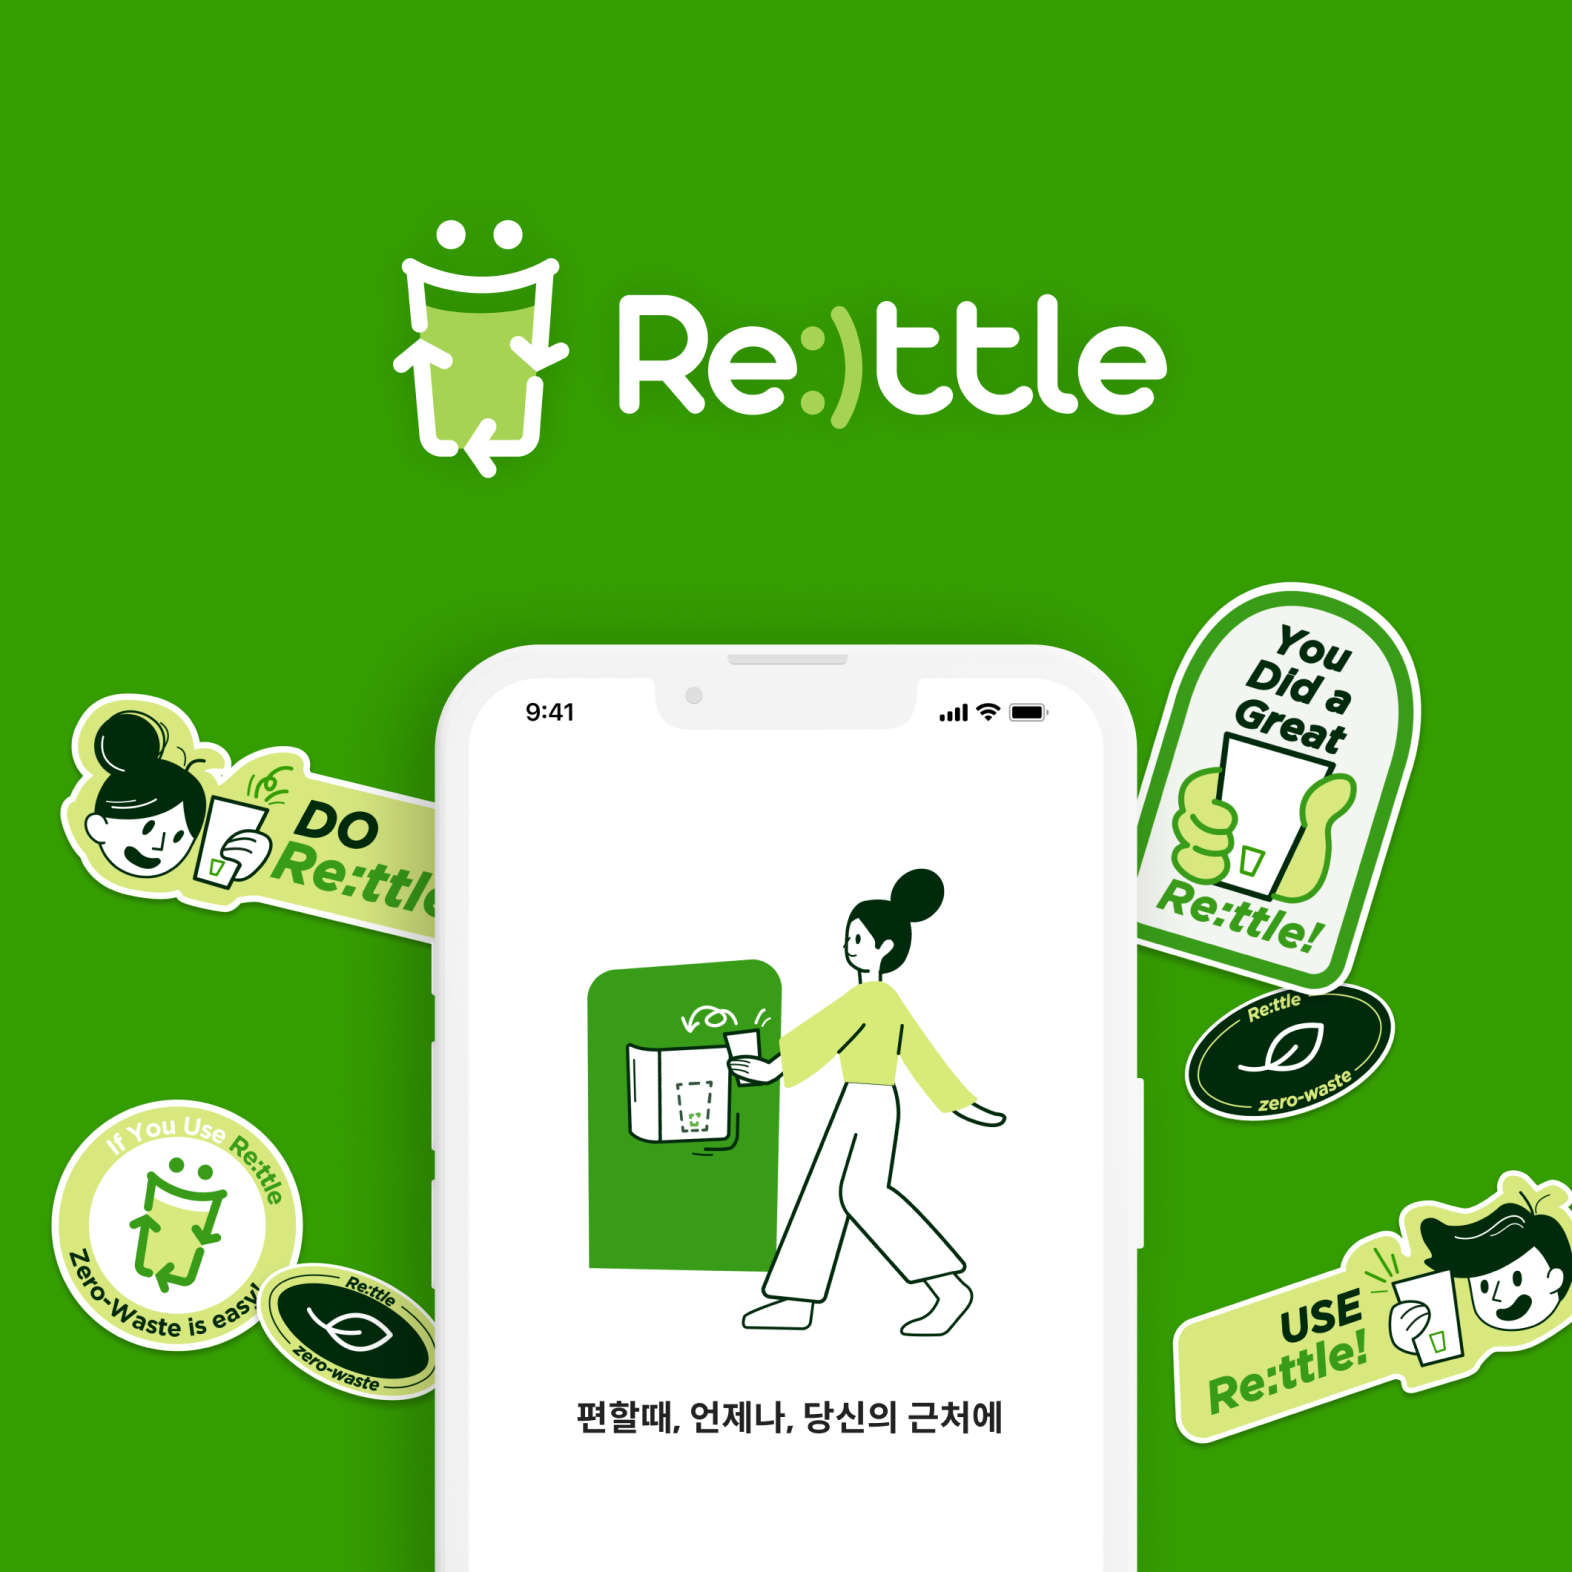 Re:)ttle
9:41
편할때, 언제나, 당신의 근처에
DO
Re:ttle
You
Did a
Great
Re:ttle!
Re:ttle
zero-waste
If You Use Re:ttle
Zero-Waste is easy!
Re:ttle
zero-waste
USE
Re:ttle!